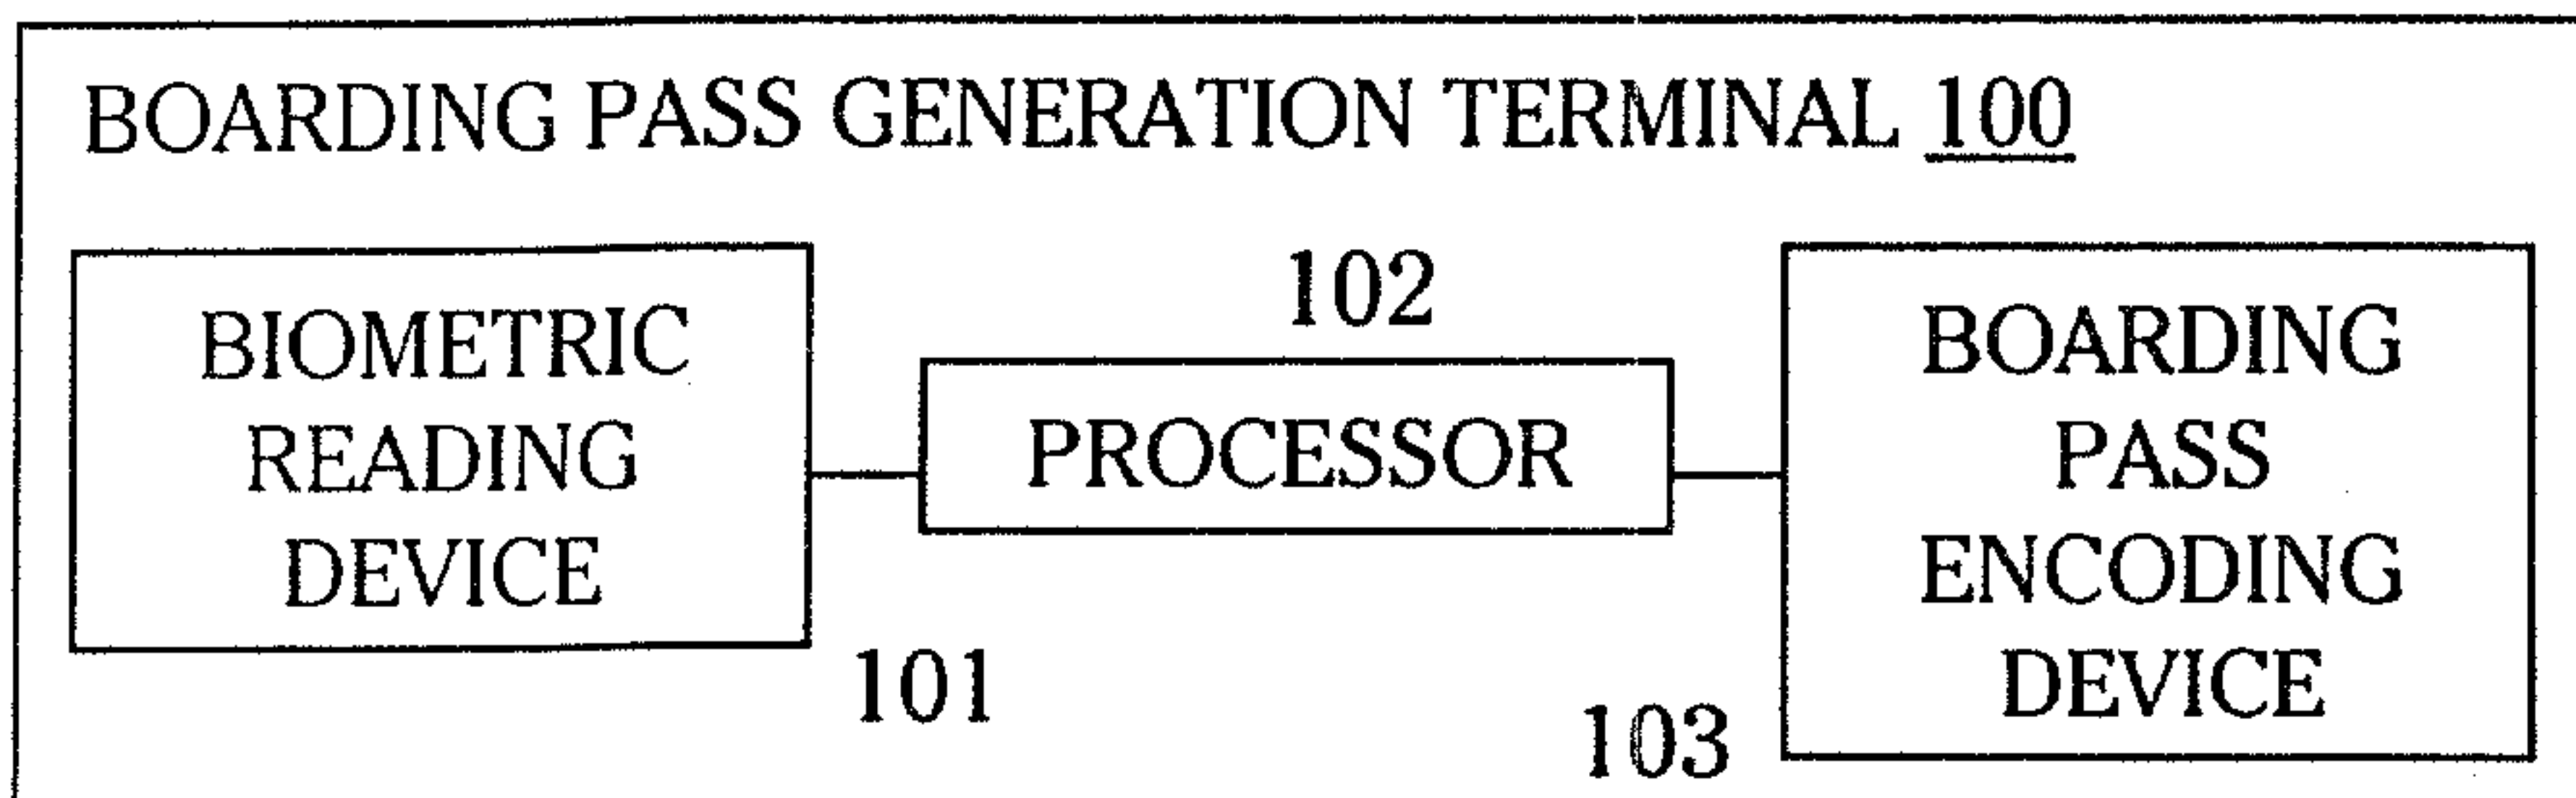 BOARDING PASS GENERATION TERMINAL 100
BIOMETRIC
READING
DEVICE
101
102
PROCESSOR
BOARDING
PASS
ENCODING
DEVICE
103